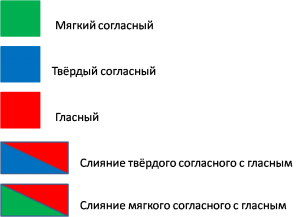 Мягкий согласный
Твёрдый согласный
Гласный
Слияние твёрдого согласного с гласным
Слияние мягкого согласного с гласным